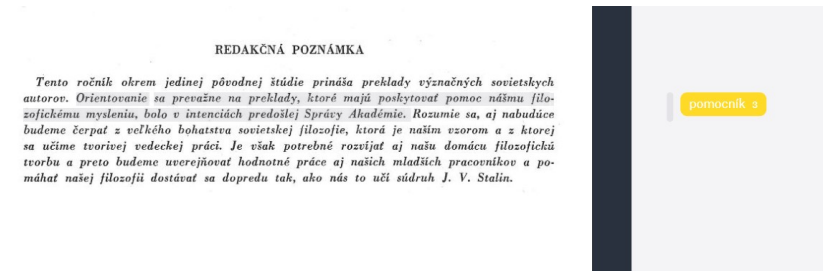 REDAKČNÁ POZNÁMKA
Tento ročník okrem jedinej pôvodnej štúdie prináša preklady význačných sovietskych
autorov. Orientovanie sa prevažne na preklady, ktoré majú poskytovať pomoc nášmu filo-
zofickému mysleniu, bolo v intenciách predošlej Správy Akadémie. Rozumie sa, aj nabudúce
budeme čerpať z veľkého bohatstva sovietskej filozofie, ktorá je naším vzorom a z ktorej
sa učíme tvorivej vedeckej práci. Je však potrebné rozvíjať aj našu domácu filozofickú
tvorbu a preto budeme uverejňovať hodnotné práce aj našich mladších pracovníkov a po-
máhať našej filozofii dostávať sa dopredu tak, ako nás to učí súdruh J. V. Stalin.
pomocník s